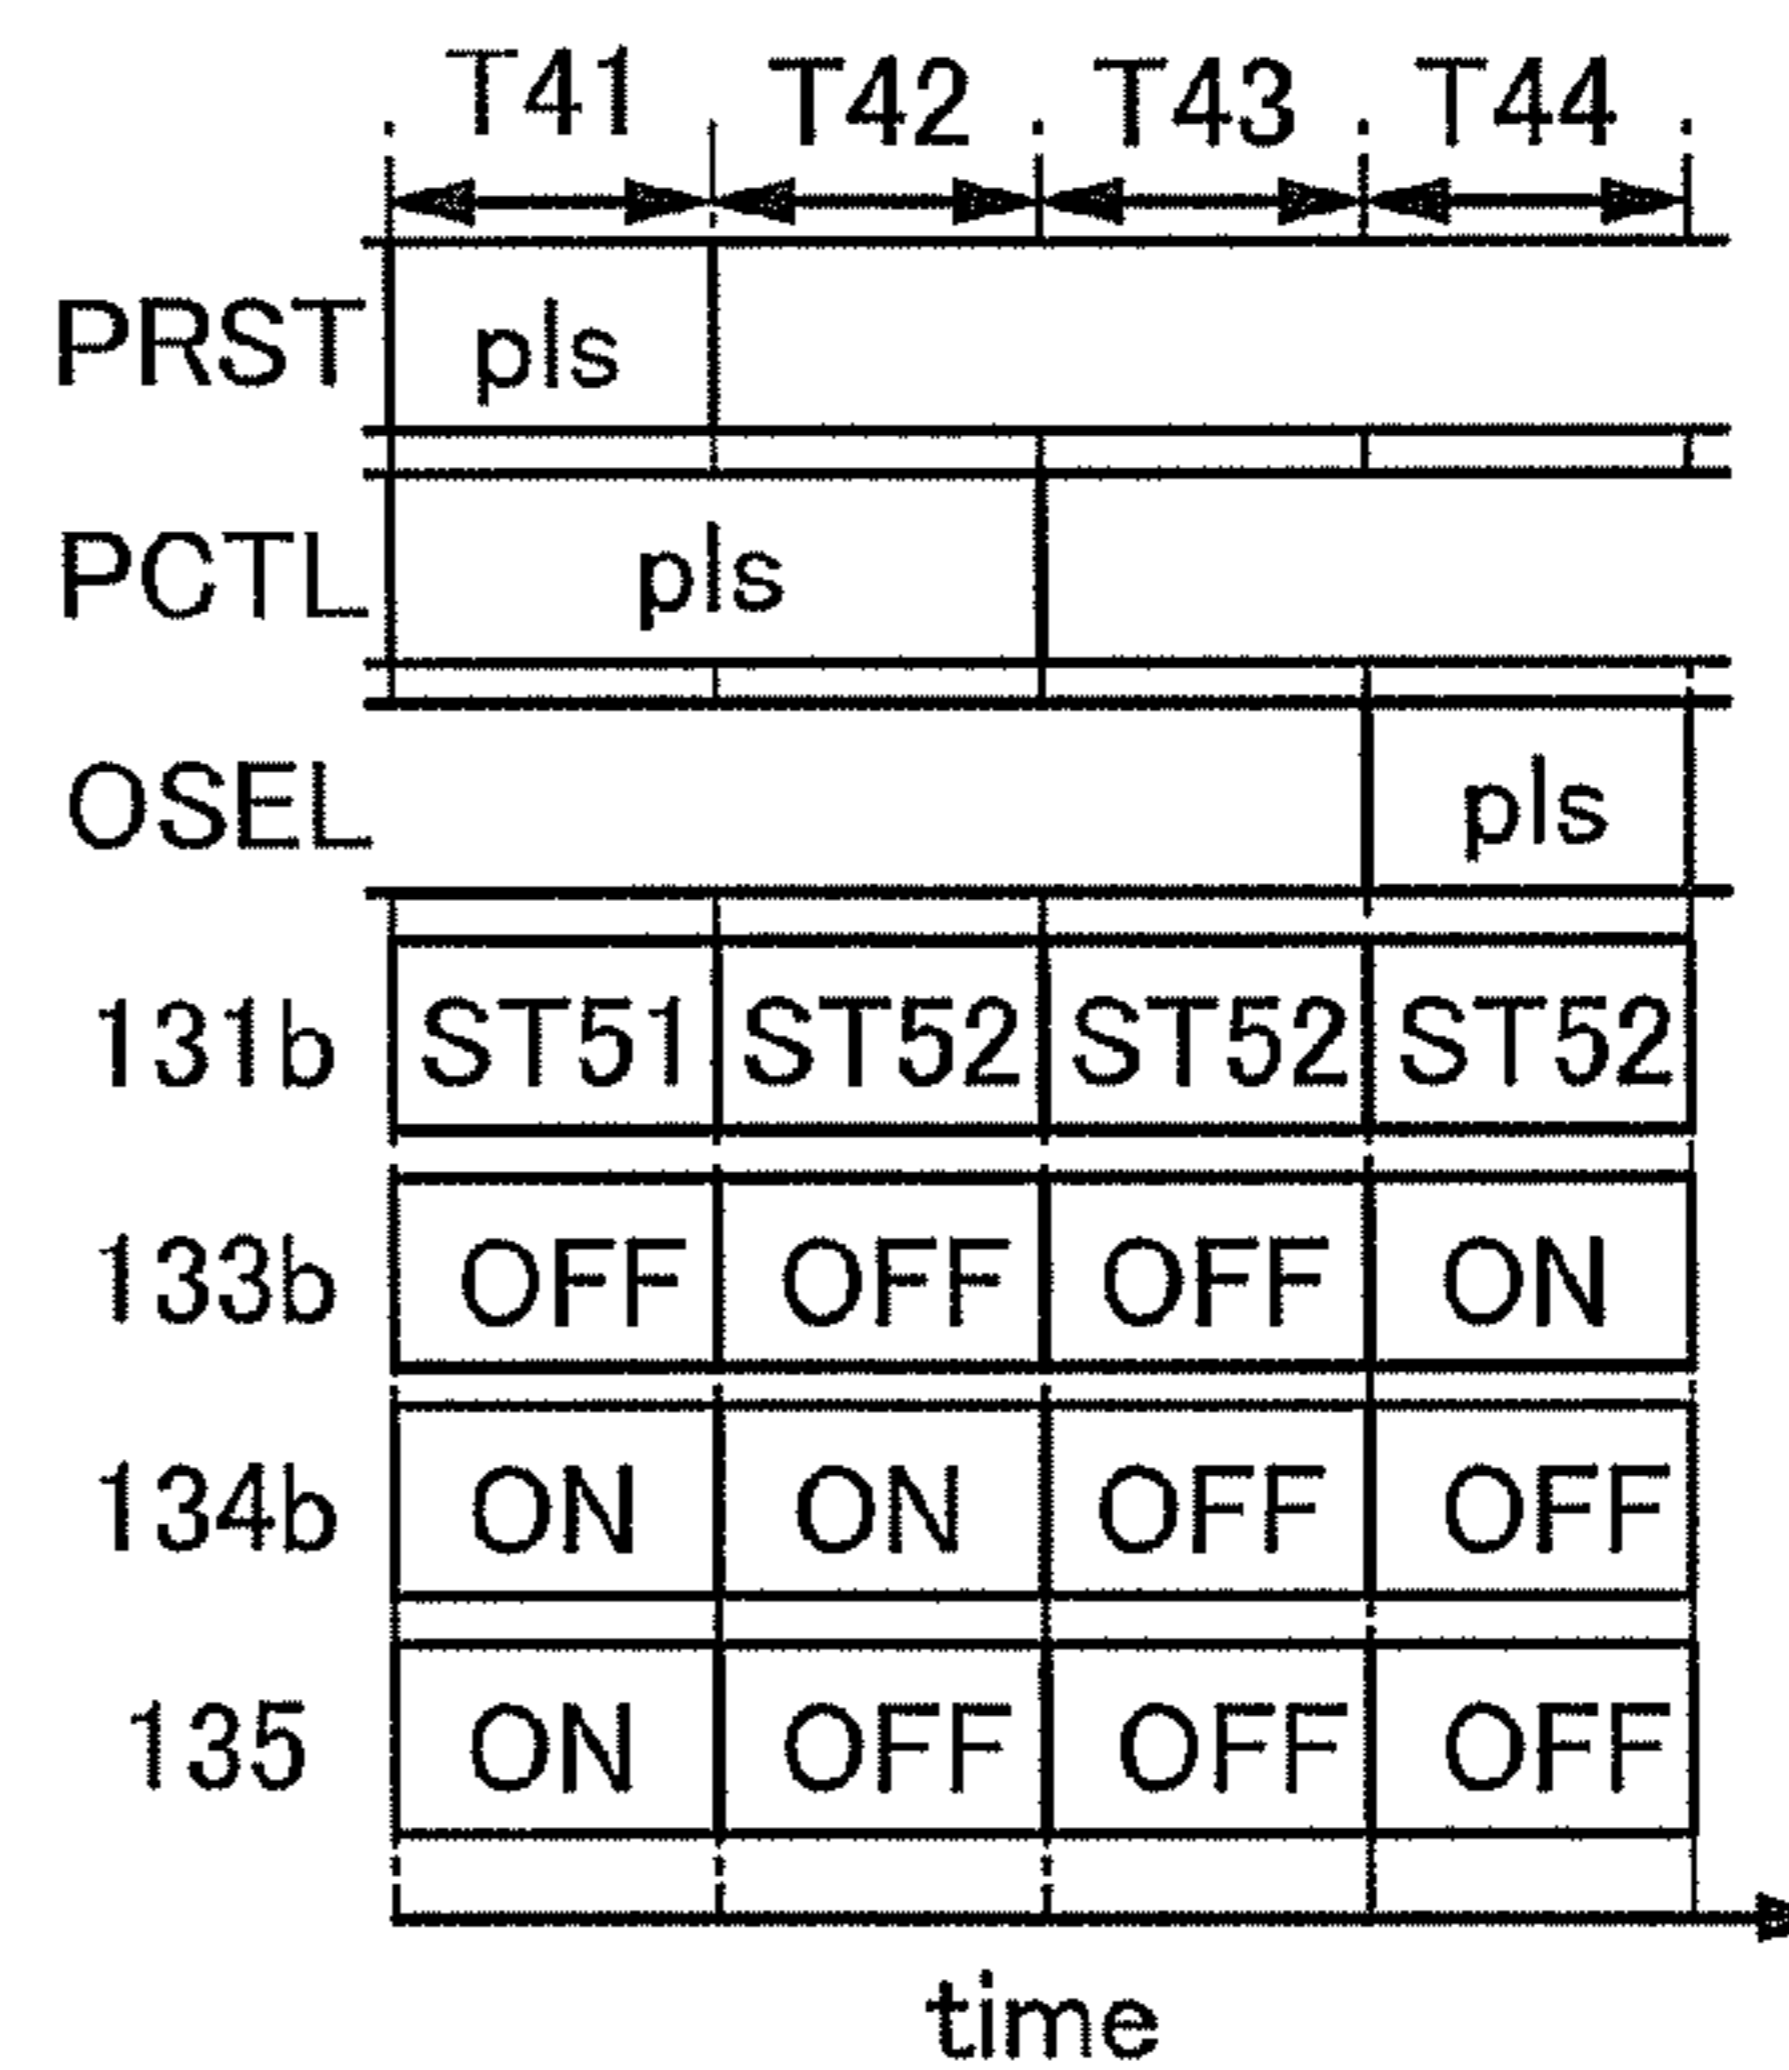 T41 T42 T43 T44
PRST pls
PCTL pls
OSEL pls
131b ST51 ST52 ST52 ST52
133b OFF OFF OFF ON
134b ON ON OFF OFF
135 ON OFF OFF OFF
time